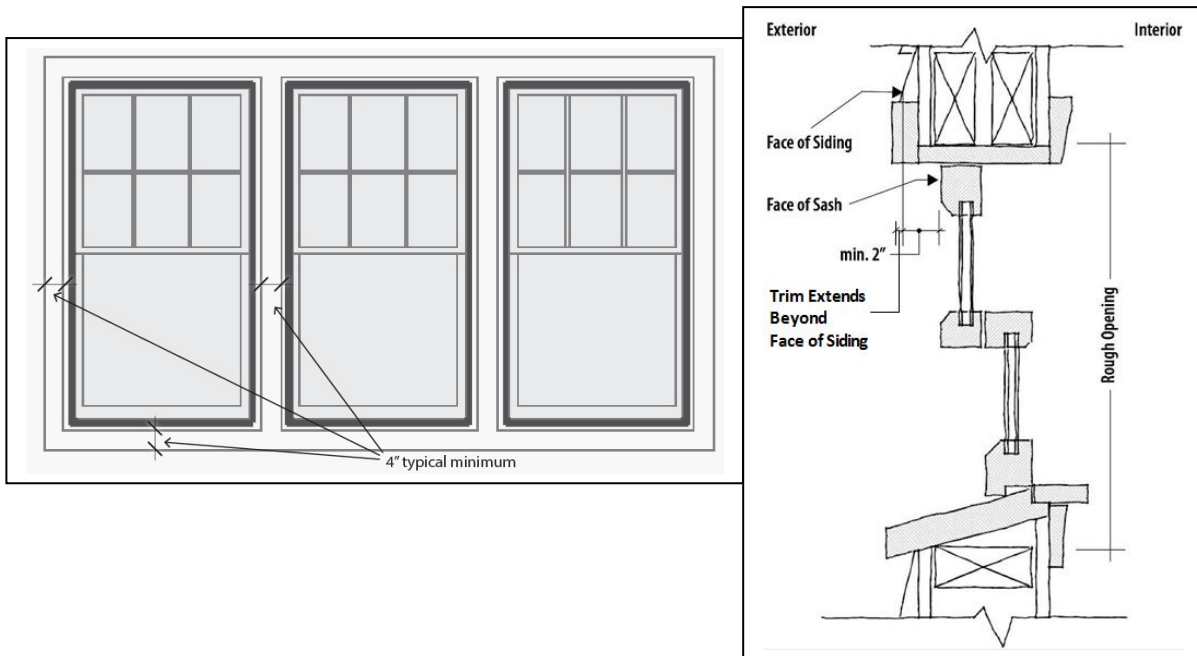 4" typical minimum
Exterior
Interior
Face of Siding
Face of Sash
min. 2"
Trim Extends
Beyond
Face of Siding
Rough Opening